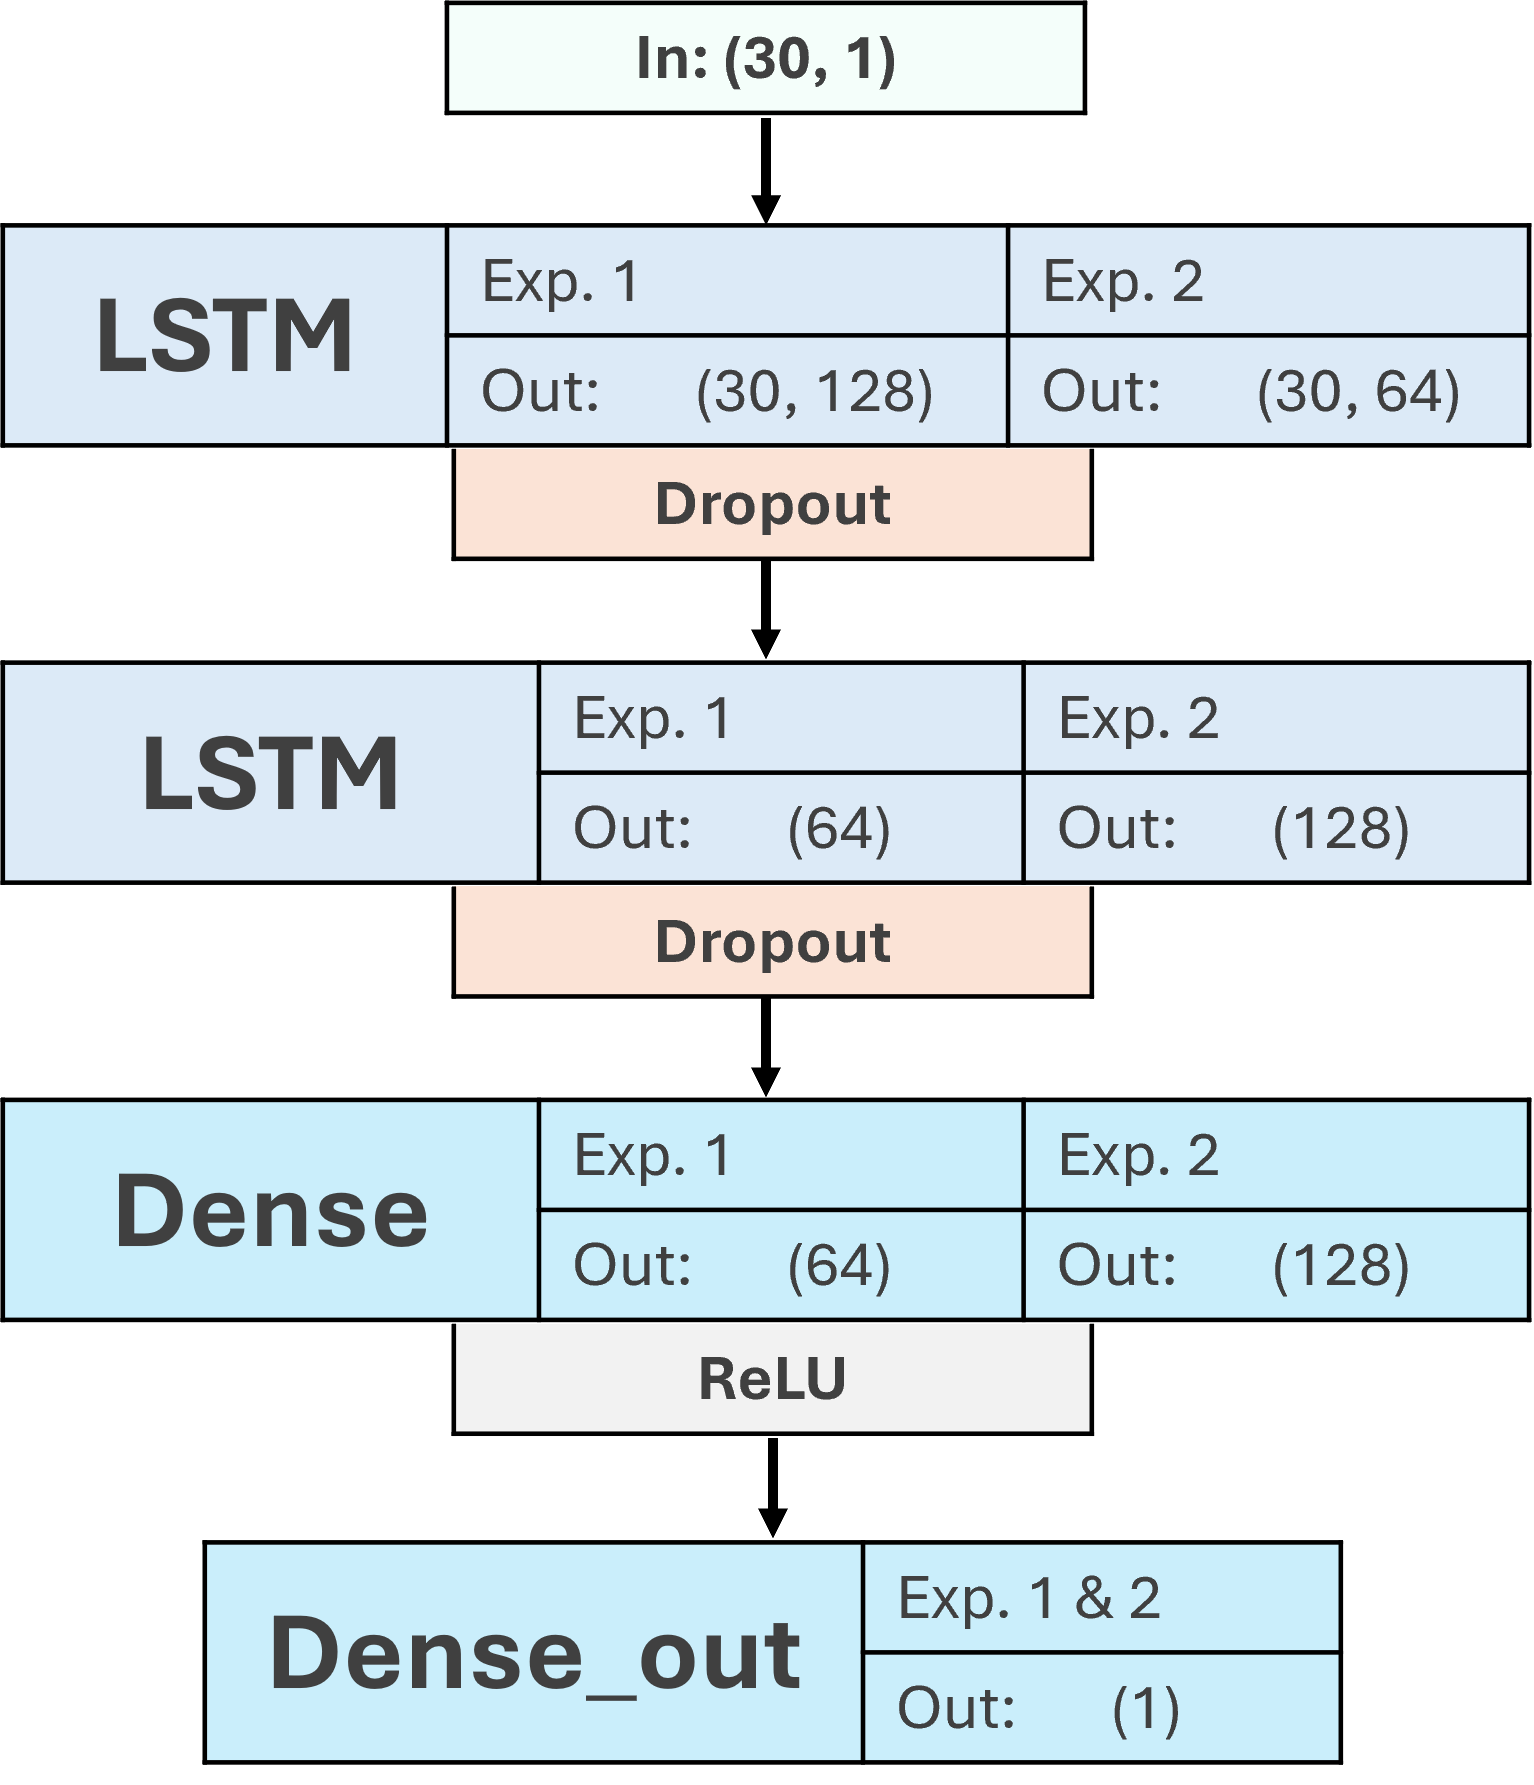 In: (30, 1)
LSTM
Exp. 1
Exp. 2
Out: (30, 128)
Out: (30, 64)
Dropout
LSTM
Exp. 1
Exp. 2
Out: (64)
Out: (128)
Dropout
Dense
Exp. 1
Exp. 2
Out: (64)
Out: (128)
ReLU
Dense_out
Exp. 1 & 2
Out: (1)